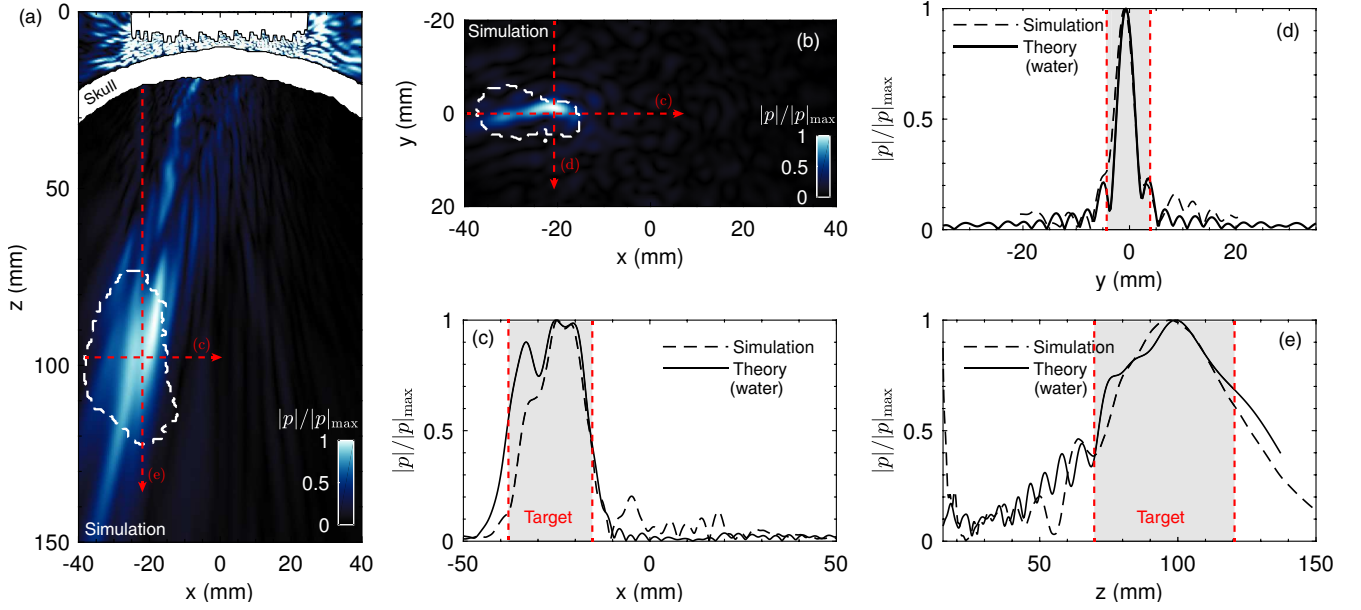 (a)
0
50
100
150
z (mm)
Skull
(c)
(e)
|p|/|p|max
1
0.5
0
Simulation
-40 -20 0 20 40
x (mm)
-20
0
20
y (mm)
Simulation
(b)
(c)
(d)
|p|/|p|max
1
0.5
0
-40 -20 0 20 40
x (mm)
(c)
1
0.5
0
|p|/|p|max
Simulation
Theory
(water)
Target
-50 0 50
x (mm)
(d)
1
0.5
0
|p|/|p|max
Simulation
Theory
(water)
-20 0 20
y (mm)
(e)
1
0.5
0
|p|/|p|max
Simulation
Theory
(water)
Target
50 100 150
z (mm)